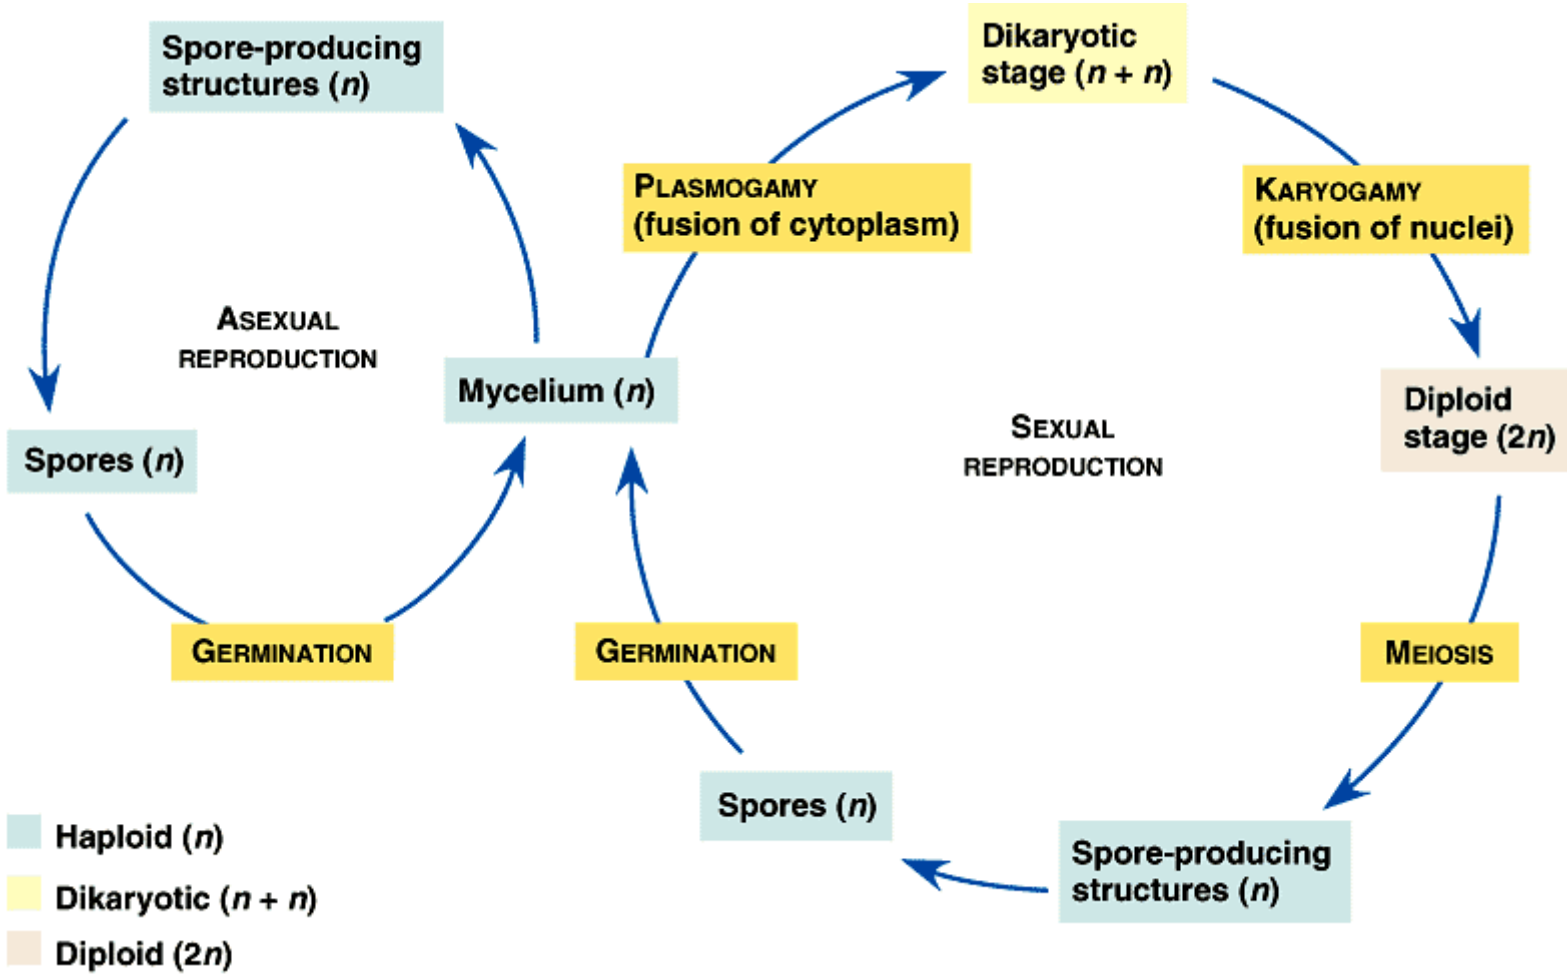 Spore-producing
structures (n)
Dikaryotic
stage (n + n)
PLASMOGAMY
(fusion of cytoplasm)
KARYOGAMY
(fusion of nuclei)
ASEXUAL
REPRODUCTION
Mycelium (n)
Diploid
stage (2n)
SEXUAL
REPRODUCTION
Spores (n)
GERMINATION
GERMINATION
MEIOSIS
Spores (n)
Spore-producing
structures (n)
Haploid (n)
Dikaryotic (n + n)
Diploid (2n)